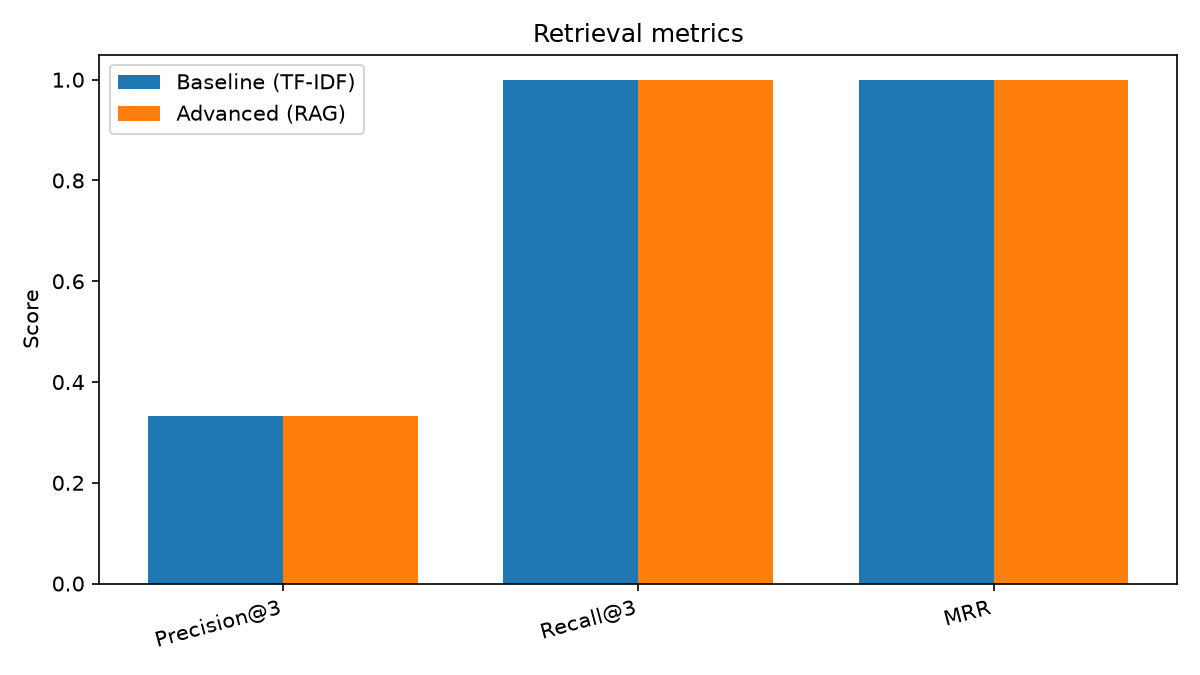 Retrieval metrics
Baseline (TF-IDF)
Advanced (RAG)
Score
1.0
0.8
0.6
0.4
0.2
0.0
Precision@3
Recall@3
MRR